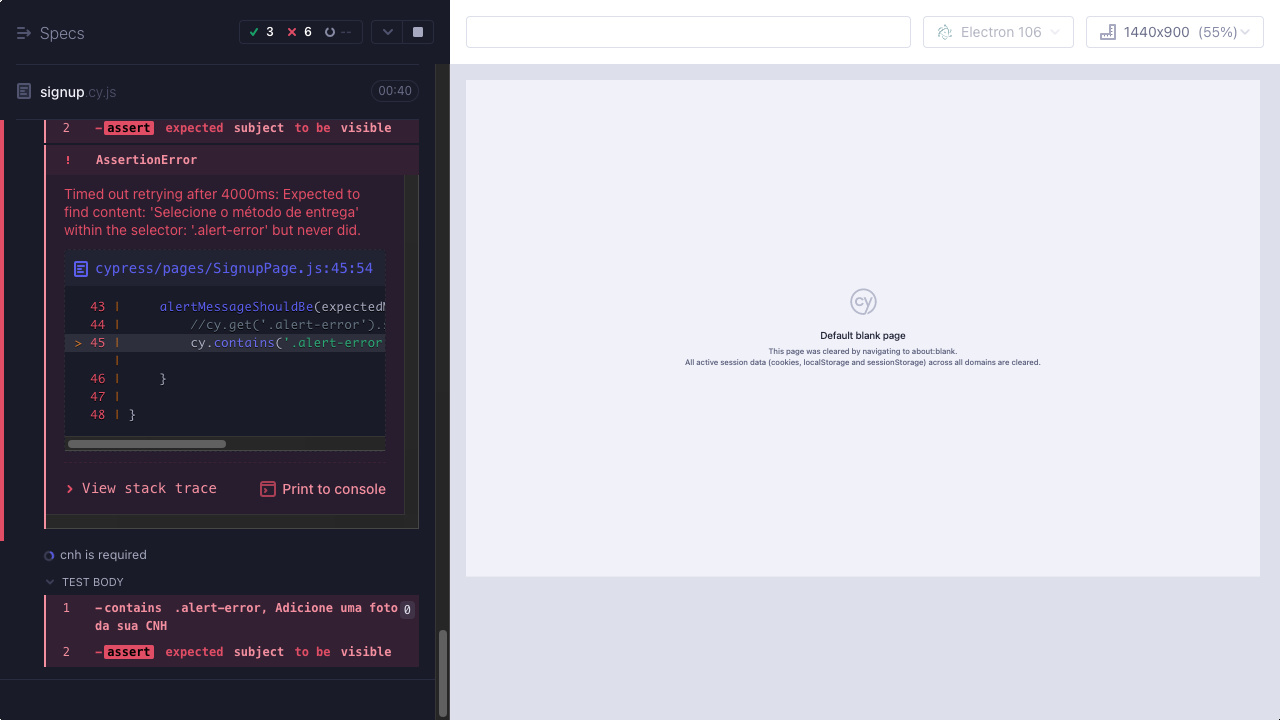 Specs
3
6
--
Electron 106
1440x900 (55%)
signup.cy.js
00:40
2 -assert expected subject to be visible
! AssertionError
Timed out retrying after 4000ms: Expected to
find content: 'Selecione o método de entrega'
within the selector: '.alert-error' but never did.
cypress/pages/SignupPage.js:45:54
43 | alertMessageShouldBe(expectedM
44 | //cy.get('.alert-error').s
> 45 | cy.contains('.alert-error
|
46 | }
47 |
48 | }
> View stack trace
Print to console
cnh is required
TEST BODY
1 -contains .alert-error, Adicione uma foto 0
da sua CNH
2 -assert expected subject to be visible
cy
Default blank page
This page was cleared by navigating to about:blank.
All active session data (cookies, localStorage and sessionStorage) across all domains are cleared.